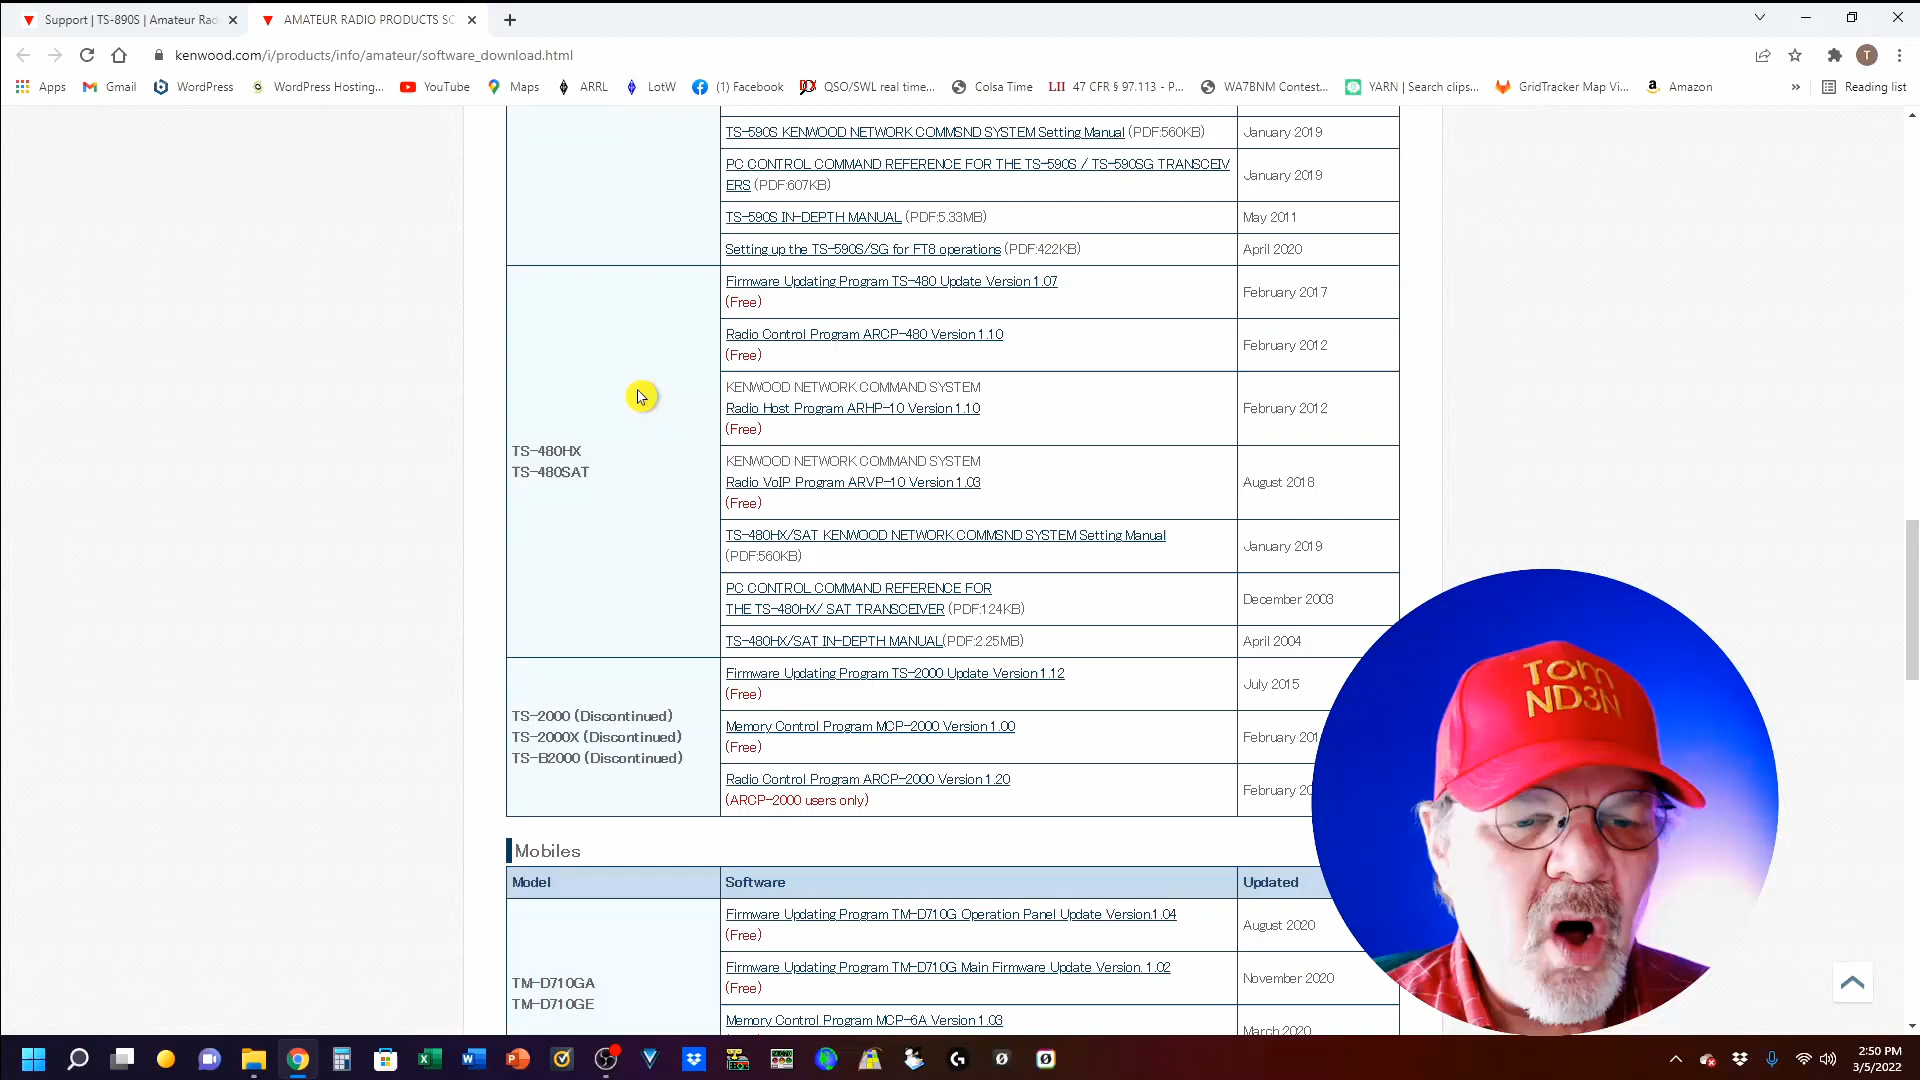 Support | TS-890S | Amateur Rad
AMATEUR RADIO PRODUCTS SC
kenwood.com/i/products/info/amateur/software_download.html
T
Apps
Gmail
WordPress
WordPress Hosting...
YouTube
Maps
ARRL
LotW
(1) Facebook
QSO/SWL real time...
Colsa Time
LII 47 CFR § 97.113 - P...
WA7BNM Contest...
YARN | Search clips...
GridTracker Map Vi...
Amazon
»
Reading list
TS-590S KENWOOD NETWORK COMMSND SYSTEM Setting Manual (PDF:560KB)
January 2019
PC CONTROL COMMAND REFERENCE FOR THE TS-590S / TS-590SG TRANSCEIV
ERS (PDF:607KB)
January 2019
TS-590S IN-DEPTH MANUAL (PDF:5.33MB)
May 2011
Setting up the TS-590S/SG for FT8 operations (PDF:422KB)
April 2020
TS-480HX
TS-480SAT
Firmware Updating Program TS-480 Update Version 1.07
(Free)
February 2017
Radio Control Program ARCP-480 Version 1.10
(Free)
February 2012
KENWOOD NETWORK COMMAND SYSTEM
Radio Host Program ARHP-10 Version 1.10
(Free)
February 2012
KENWOOD NETWORK COMMAND SYSTEM
Radio VoIP Program ARVP-10 Version 1.03
(Free)
August 2018
TS-480HX/SAT KENWOOD NETWORK COMMSND SYSTEM Setting Manual
(PDF:560KB)
January 2019
PC CONTROL COMMAND REFERENCE FOR
THE TS-480HX/ SAT TRANSCEIVER (PDF:124KB)
December 2003
TS-480HX/SAT IN-DEPTH MANUAL(PDF:2.25MB)
April 2004
TS-2000 (Discontinued)
TS-2000X (Discontinued)
TS-B2000 (Discontinued)
Firmware Updating Program TS-2000 Update Version 1.12
(Free)
July 2015
Memory Control Program MCP-2000 Version 1.00
(Free)
February 201
Radio Control Program ARCP-2000 Version 1.20
(ARCP-2000 users only)
February 20
Mobiles
Model
Software
Updated
TM-D710GA
TM-D710GE
Firmware Updating Program TM-D710G Operation Panel Update Version.1.04
(Free)
August 2020
Firmware Updating Program TM-D710G Main Firmware Update Version. 1.02
(Free)
November 2020
Memory Control Program MCP-6A Version 1.03
March 2020
TOM
ND3N
2:50 PM
3/5/2022